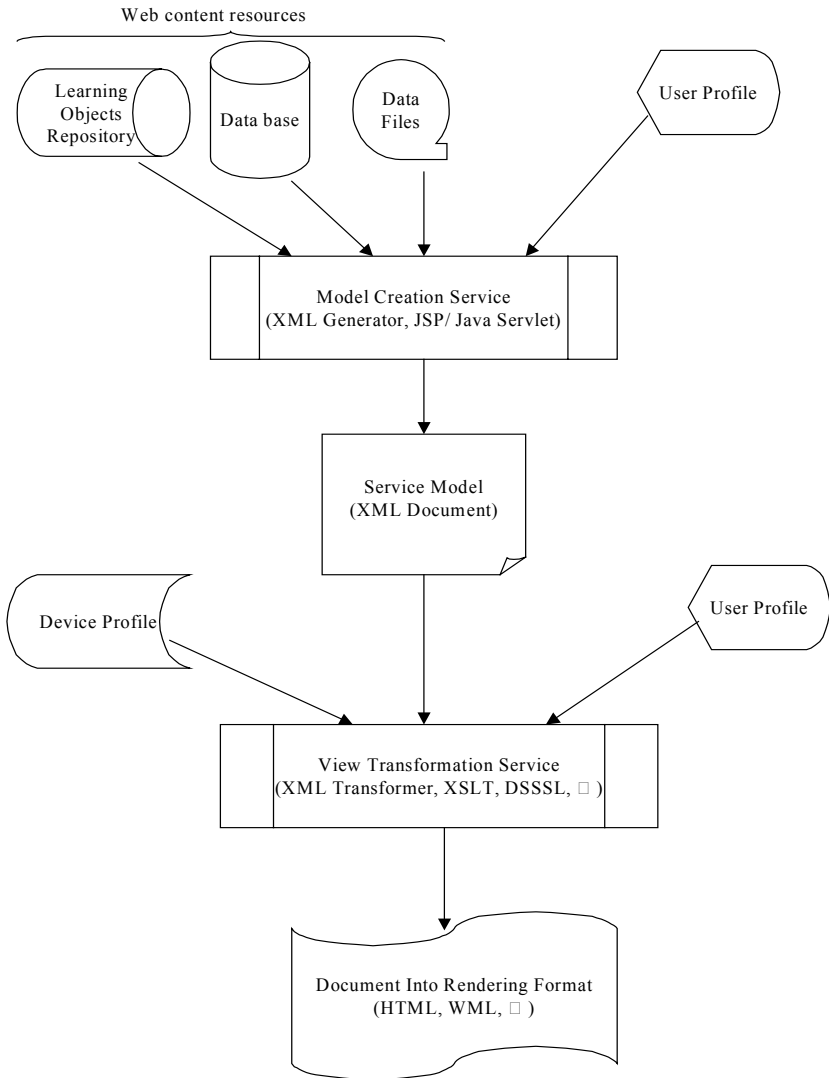 Web content resources
Learning
Objects
Repository
Data base
Data
Files
User Profile
Model Creation Service
(XML Generator, JSP/ Java Servlet)
Service Model
(XML Document)
Device Profile
User Profile
View Transformation Service
(XML Transformer, XSLT, DSSSL, □ )
Document Into Rendering Format
(HTML, WML, □ )